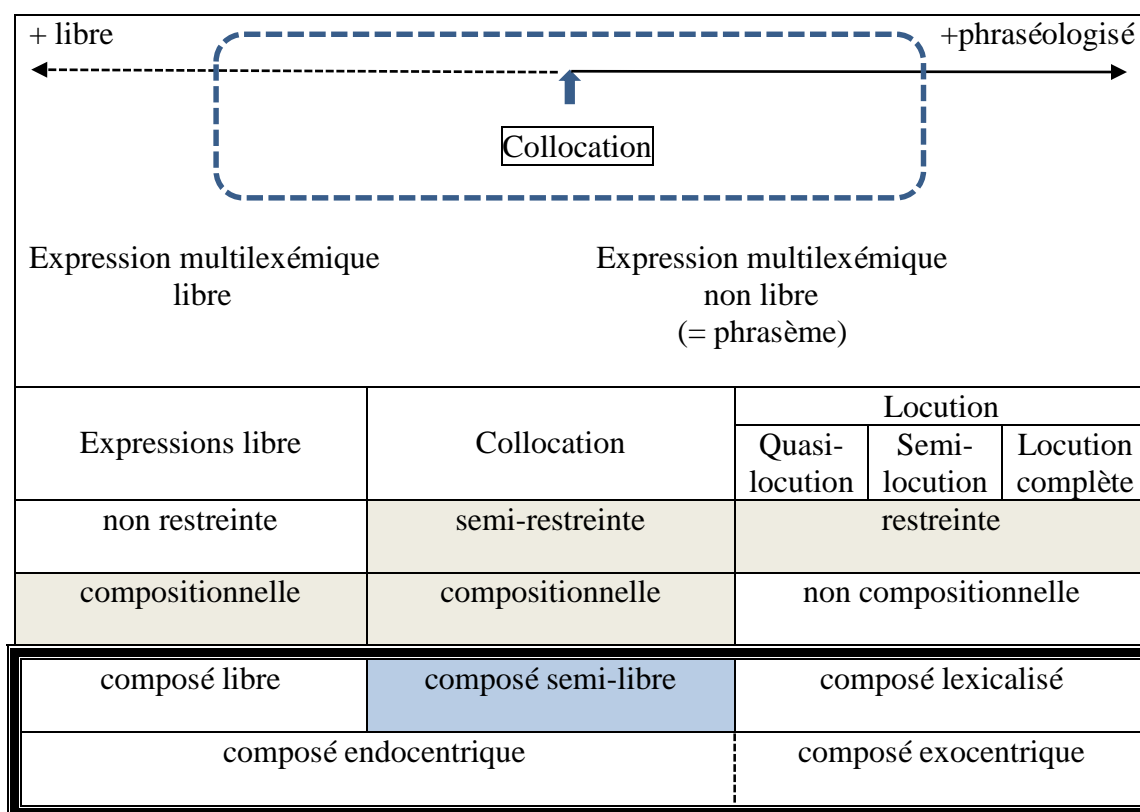 + libre +phraséologisé
Collocation
Expression multilexémique
libre
Expression multilexémique
non libre
(= phrasème)
Expressions libre
Collocation
Locution
Quasi-
locution
Semi-
locution
Locution
complète
non restreinte
semi-restreinte
restreinte
compositionnelle
compositionnelle
non compositionnelle
composé libre
composé semi-libre
composé lexicalisé
composé endocentrique
composé exocentrique